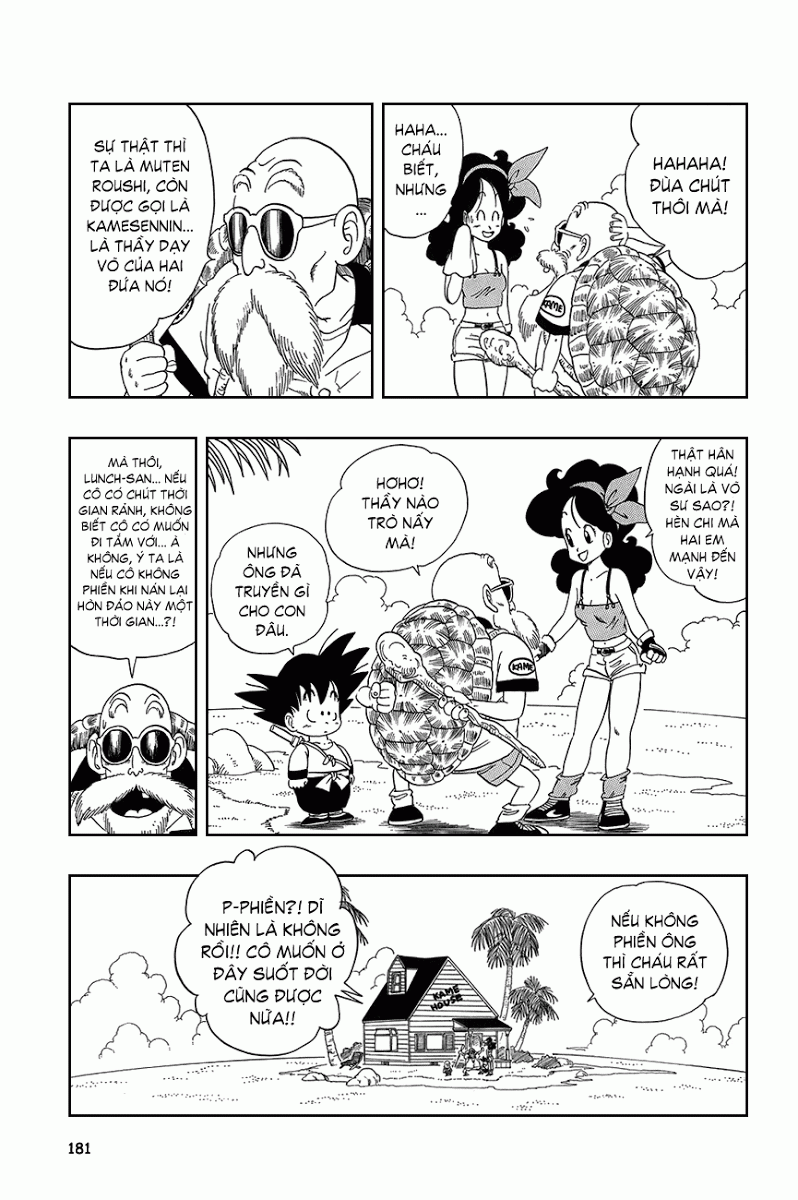 HAHAHA!
ĐÙA CHÚT
THÔI MÀ!
HAHA...
CHÁU
BIẾT,
NHƯNG
...
KAME
SỰ THẬT THÌ
TA LÀ MUTEN
ROUSHI, CÒN
ĐƯỢC GỌI LÀ
KAMESENNIN...
LÀ THẦY DẠY
VÕ CỦA HAI
ĐỨA NÓ!
THẬT HÂN
HẠNH QUÁ!
NGÀI LÀ VÕ
SƯ SAO?!
HÈN CHI MÀ
HAI EM
MẠNH ĐẾN
VẬY!
HOHO!
THẦY NÀO
TRÒ NẤY
MÀ!
NHƯNG
ÔNG ĐÃ
TRUYỀN GÌ
CHO CON
ĐÂU.
KAME
MÀ THÔI,
LUNCH-SAN... NẾU
CÔ CÓ CHÚT THỜI
GIAN RẢNH, KHÔNG
BIẾT CÔ CÓ MUỐN
ĐI TẮM VỚI... À
KHÔNG, Ý TA LÀ
NẾU CÔ KHÔNG
PHIỀN KHI NÁN LẠI
HÒN ĐẢO NÀY MỘT
THỜI GIAN...?!
NẾU KHÔNG
PHIỀN ÔNG
THÌ CHÁU RẤT
SẴN LÒNG!
P-PHIỀN?! DĨ
NHIÊN LÀ KHÔNG
RỒI!! CÔ MUỐN Ở
ĐÂY SUỐT ĐỜI
CŨNG ĐƯỢC
NỮA!!
KAME
HOUSE
181